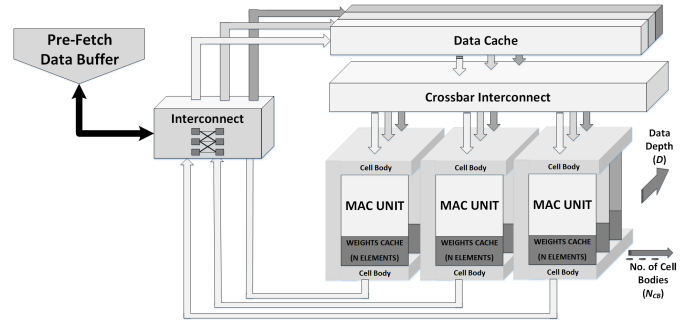 Pre-Fetch
Data Buffer
Data Cache
Crossbar Interconnect
Interconnect
Data
Depth
(D)
Cell Body
Cell Body
Cell Body
MAC UNIT
MAC UNIT
MAC UNIT
WEIGHTS CACHE
(N ELEMENTS)
WEIGHTS CACHE
(N ELEMENTS)
WEIGHTS CACHE
(N ELEMENTS)
Cell Body
Cell Body
Cell Body
No. of Cell
Bodies
(NCB)